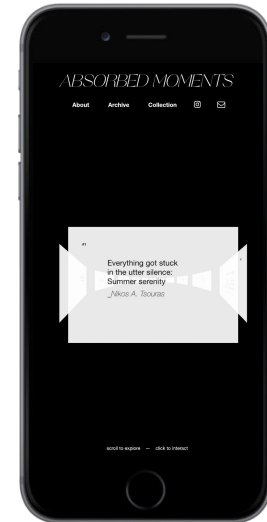 ABSORBED MOMENTS
About Archive Collection
#1
Everything got stuck
in the utter silence:
Summer serenity
_Nikos A. Tsouras
scroll to explore — click to interact